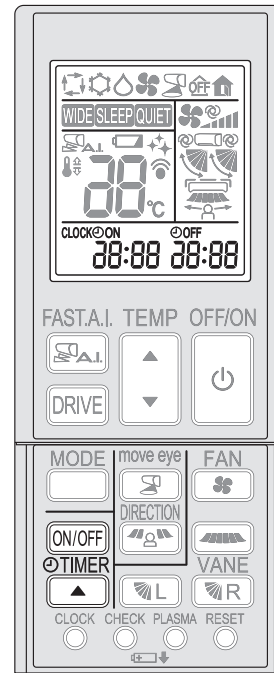 OFF
WIDE SLEEP QUIET
A.I.
88°C
CLOCK ON OFF
88:88 88:88
FAST.A.I. TEMP OFF/ON
A.I.
DRIVE
MODE move eye FAN
DIRECTION
ON/OFF
TIMER VANE
L R
CLOCK CHECK PLASMA RESET